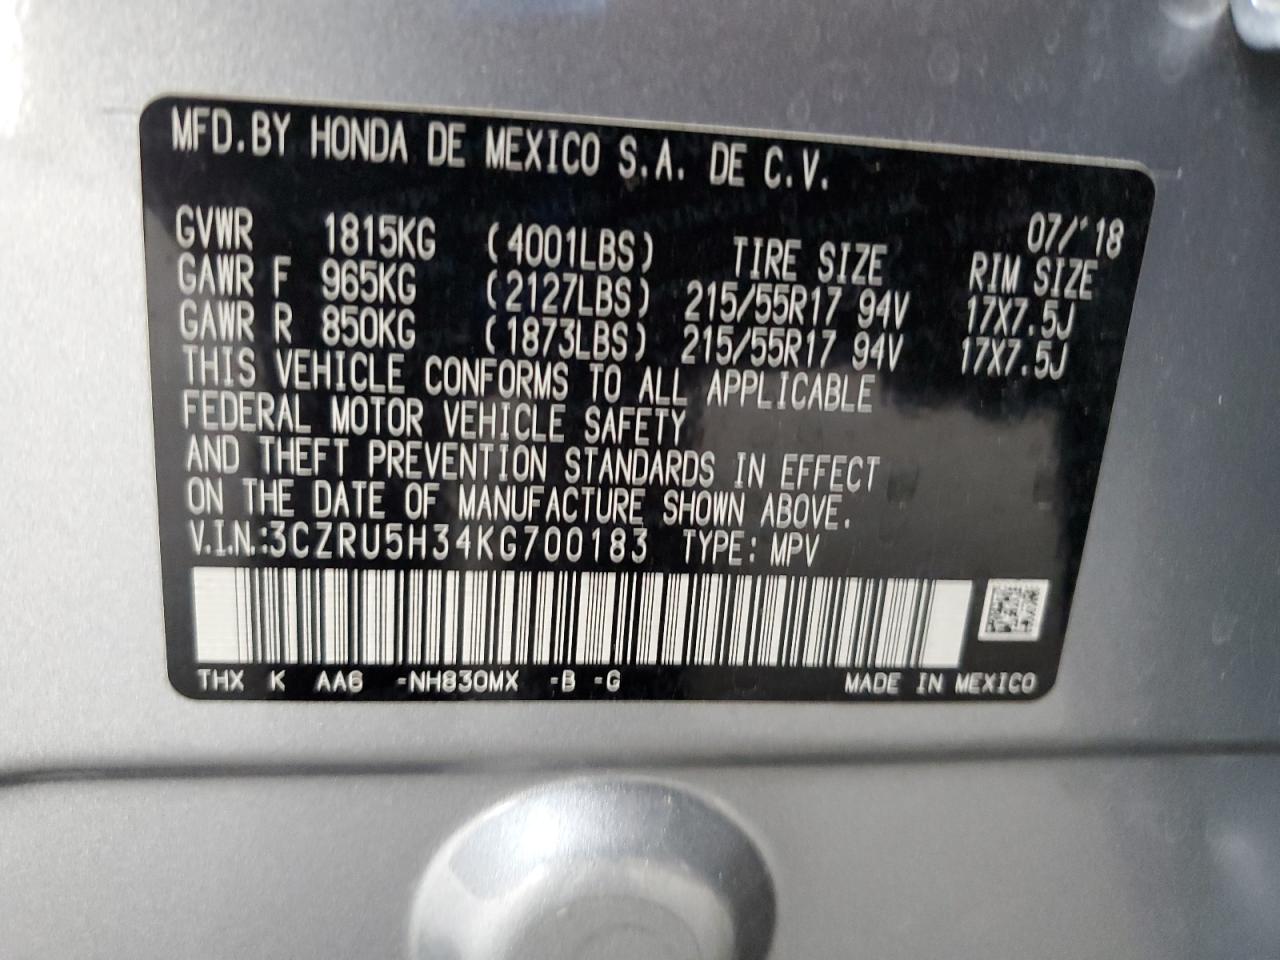 MFD.BY HONDA DE MEXICO S.A. DE C.V.
07/'18
GVWR 1815KG (4001LBS) TIRE SIZE RIM SIZE
GAWR F 965KG (2127LBS) 215/55R17 94V 17X7.5J
GAWR R 850KG (1873LBS) 215/55R17 94V 17X7.5J
THIS VEHICLE CONFORMS TO ALL APPLICABLE
FEDERAL MOTOR VEHICLE SAFETY
AND THEFT PREVENTION STANDARDS IN EFFECT
ON THE DATE OF MANUFACTURE SHOWN ABOVE.
V.I.N.:3CZRU5H34KG700183 TYPE: MPV
THX K AA6 -NH830MX -B -G MADE IN MEXICO